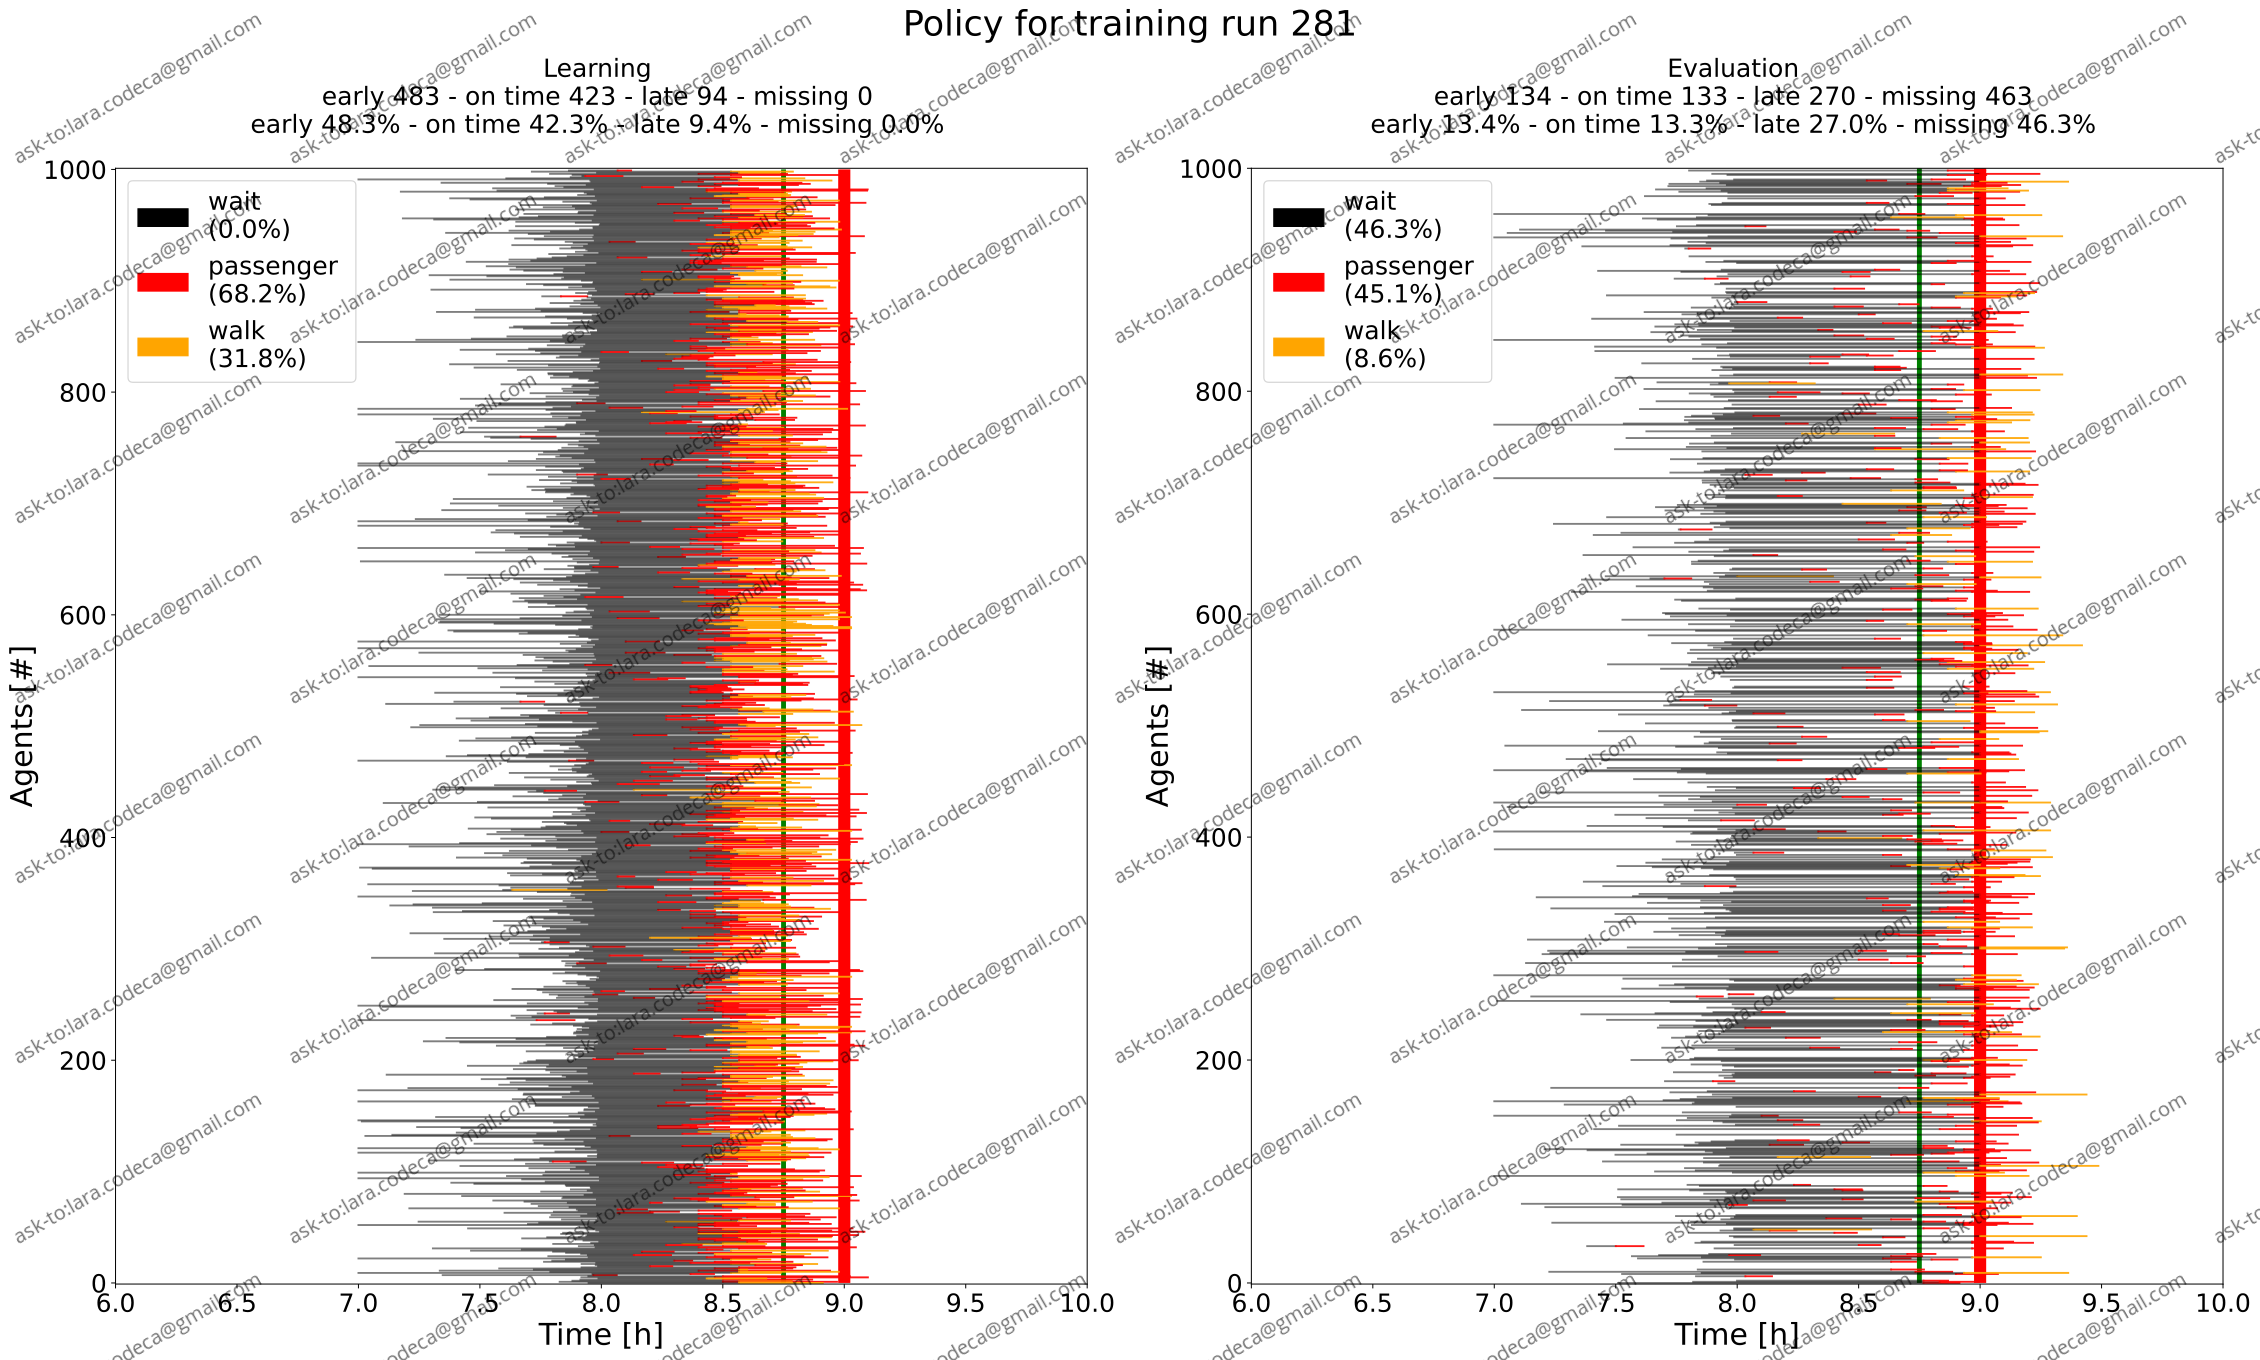 Policy for training run 281
Learning
early 483 - on time 423 - late 94 - missing 0
early 48.3% - on time 42.3% - late 9.4% - missing 0.0%
1000
800
600
400
200
0
Agents [#]
wait
(0.0%)
passenger
(68.2%)
walk
(31.8%)
6.0
6.5
7.0
7.5
8.0
8.5
9.0
9.5
10.0
Time [h]
Evaluation
early 134 - on time 133 - late 270 - missing 463
early 13.4% - on time 13.3% - late 27.0% - missing 46.3%
1000
800
600
400
200
0
Agents [#]
wait
(46.3%)
passenger
(45.1%)
walk
(8.6%)
6.0
6.5
7.0
7.5
8.0
8.5
9.0
9.5
10.0
Time [h]
ask-to:lara.codeca@gmail.com